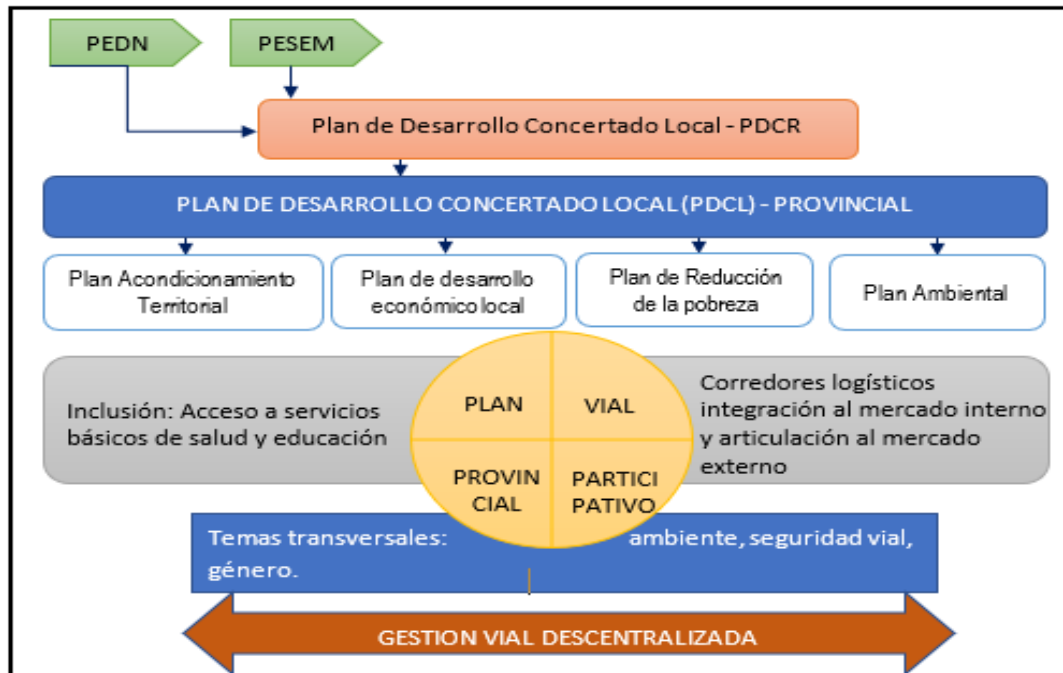 PEDN
PESEM
Plan de Desarrollo Concertado Local - PDCR
PLAN DE DESARROLLO CONCERTADO LOCAL (PDCL) - PROVINCIAL
Plan Acondicionamiento
Territorial
Plan de desarrollo
económico local
Plan de Reducción
de la pobreza
Plan Ambiental
Inclusión: Acceso a servicios
básicos de salud y educación
PLAN
VIAL
PROVIN
CIAL
PARTICI
PATIVO
Corredores logísticos
integración al mercado interno
y articulación al mercado
externo
Temas transversales: ambiente, seguridad vial,
género.
GESTION VIAL DESCENTRALIZADA